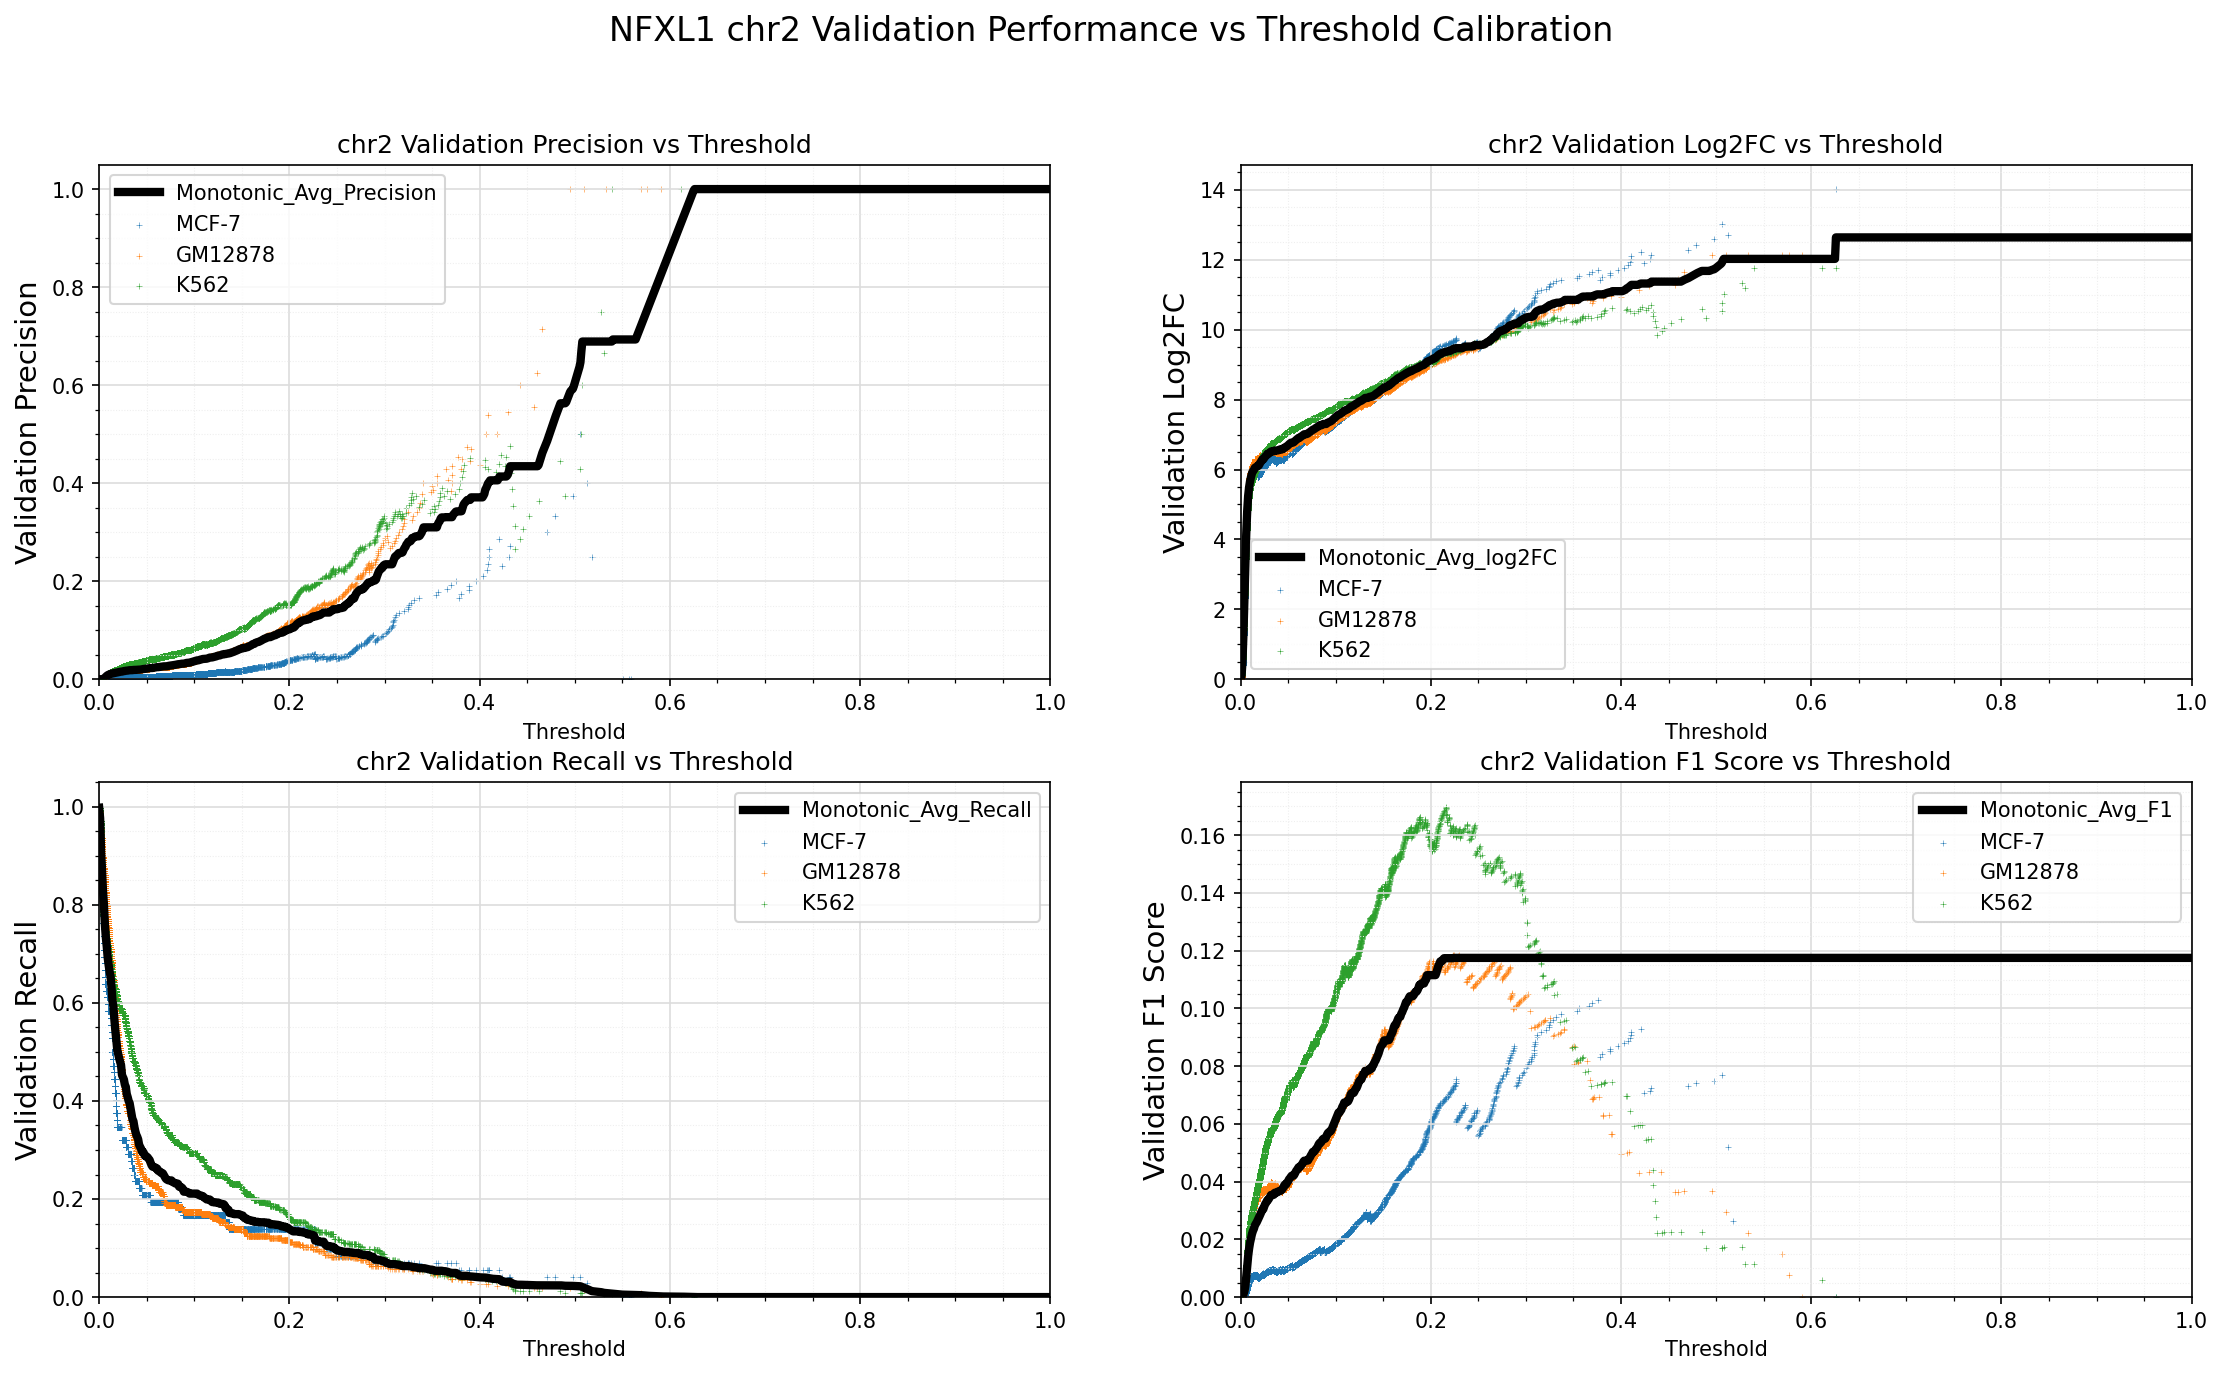 NFXL1 chr2 Validation Performance vs Threshold Calibration
chr2 Validation Precision vs Threshold
Validation Precision
1.0
0.8
0.6
0.4
0.2
0.0
Monotonic_Avg_Precision
MCF-7
GM12878
K562
0.0 0.2 0.4 0.6 0.8 1.0
Threshold
chr2 Validation Log2FC vs Threshold
Validation Log2FC
14
12
10
8
6
4
2
0
Monotonic_Avg_log2FC
MCF-7
GM12878
K562
0.0 0.2 0.4 0.6 0.8 1.0
Threshold
chr2 Validation Recall vs Threshold
Validation Recall
1.0
0.8
0.6
0.4
0.2
0.0
Monotonic_Avg_Recall
MCF-7
GM12878
K562
0.0 0.2 0.4 0.6 0.8 1.0
Threshold
chr2 Validation F1 Score vs Threshold
Validation F1 Score
0.16
0.14
0.12
0.10
0.08
0.06
0.04
0.02
0.00
Monotonic_Avg_F1
MCF-7
GM12878
K562
0.0 0.2 0.4 0.6 0.8 1.0
Threshold